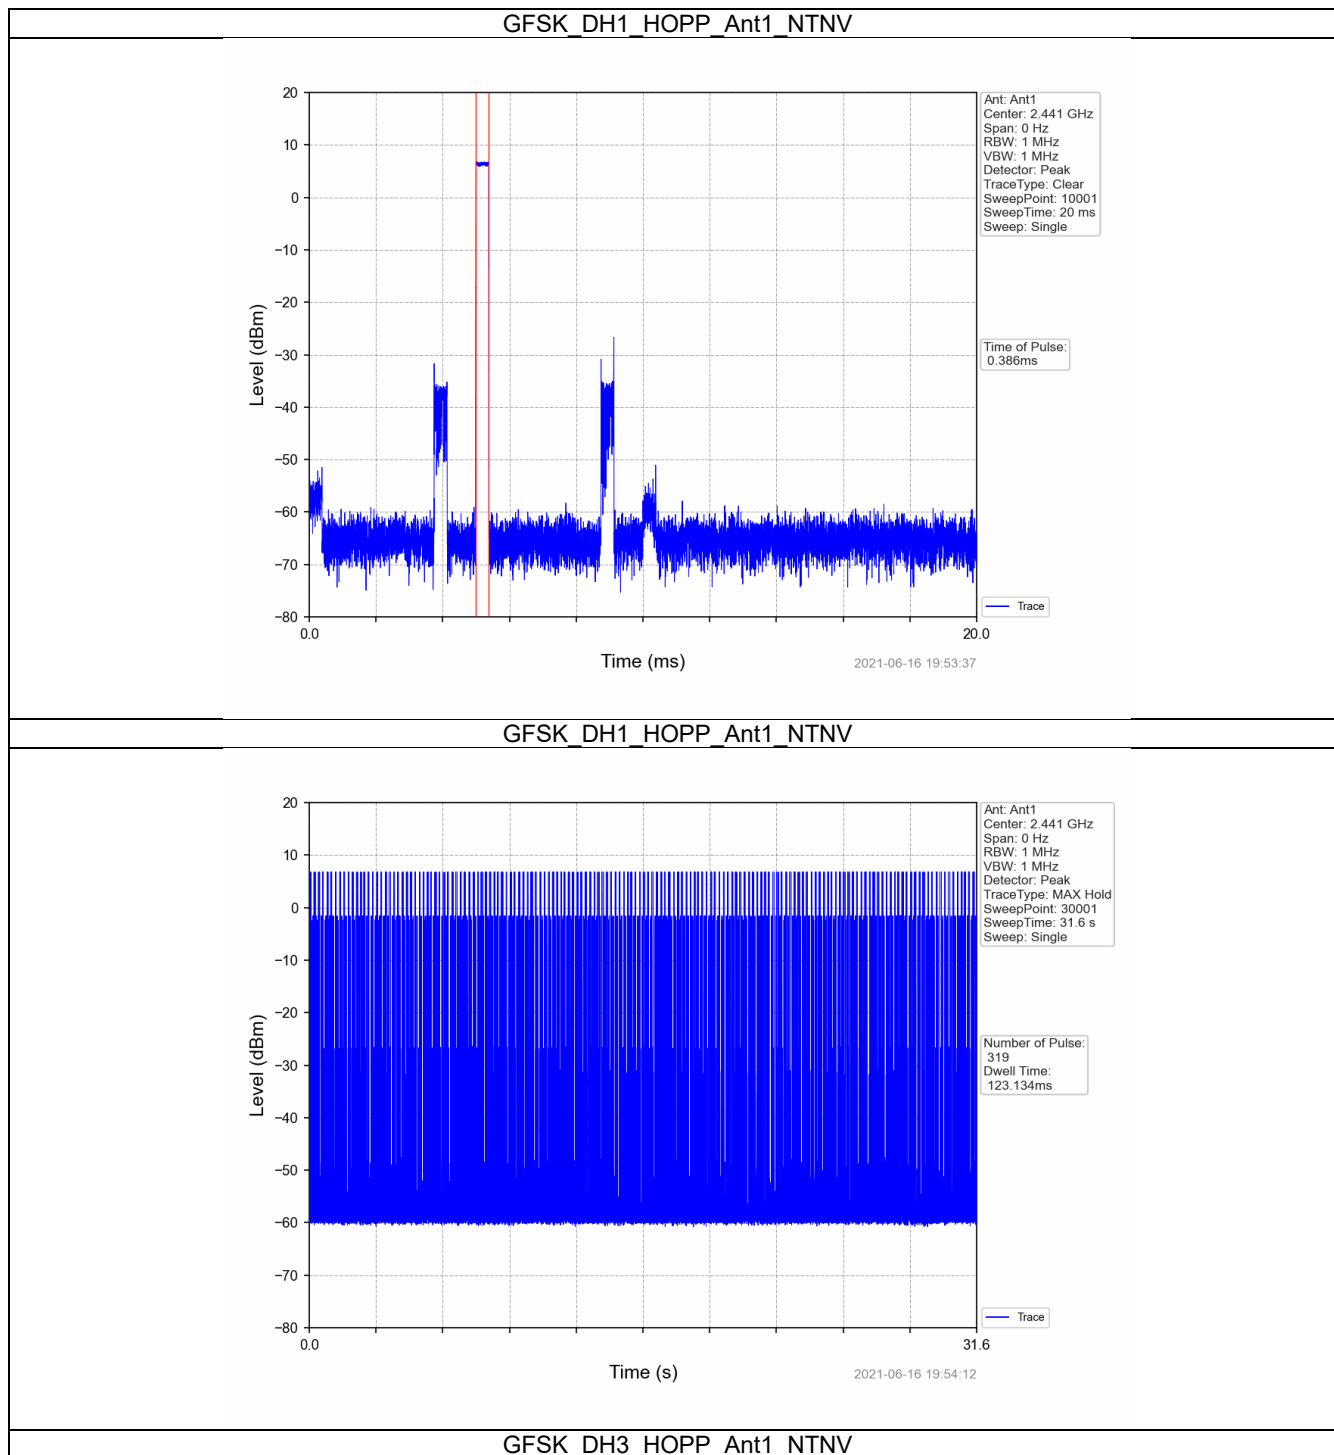 GFSK_DH1_HOPP_Ant1_NTNV
20
10
0
−10
−20
−30
−40
−50
−60
−70
−80
Level (dBm)
0.0
20.0
Time (ms)
2021-06-16 19:53:37
Ant: Ant1
Center: 2.441 GHz
Span: 0 Hz
RBW: 1 MHz
VBW: 1 MHz
Detector: Peak
TraceType: Clear
SweepPoint: 10001
SweepTime: 20 ms
Sweep: Single
Time of Pulse:
0.386ms
Trace
GFSK_DH1_HOPP_Ant1_NTNV
20
10
0
−10
−20
−30
−40
−50
−60
−70
−80
Level (dBm)
0.0
31.6
Time (s)
2021-06-16 19:54:12
Ant: Ant1
Center: 2.441 GHz
Span: 0 Hz
RBW: 1 MHz
VBW: 1 MHz
Detector: Peak
TraceType: MAX Hold
SweepPoint: 30001
SweepTime: 31.6 s
Sweep: Single
Number of Pulse:
319
Dwell Time:
123.134ms
Trace
GFSK_DH3_HOPP_Ant1_NTNV